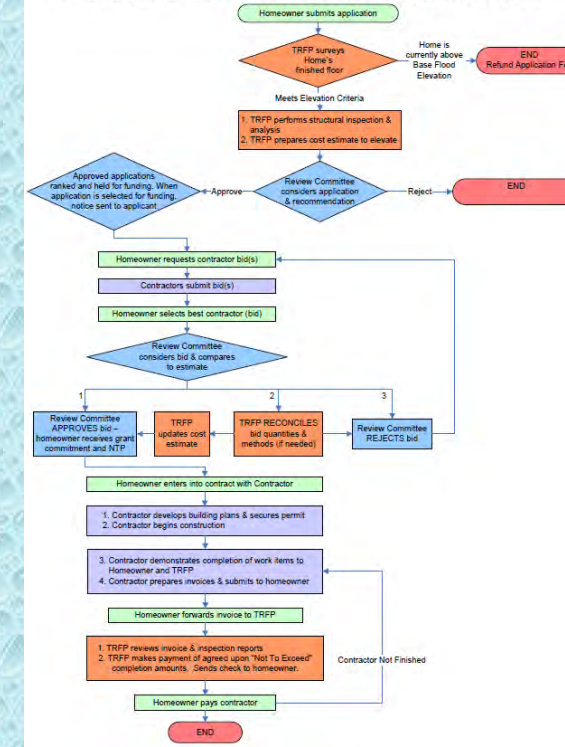 Homeowner submits application
TRFP surveys
Home's
finished floor
Home is
currently above
Base Flood
Elevation
END
Refund Application Fe
Meets Elevation Criteria
1. TRFP performs structural inspection &
analysis
2. TRFP prepares cost estimate to elevate
Approved applications
ranked and held for funding. When
application is selected for funding,
notice sent to applicant
Approve
Review Committee
considers application
& recommendation
Reject
END
Homeowner requests contractor bid(s)
Contractors submit bid(s)
Homeowner selects best contractor (bid)
Review Committee
considers bid & compares
to estimate
1
2
3
Review Committee
APPROVES bid –
homeowner receives grant
commitment and NTP
TRFP
updates cost
estimate
TRFP RECONCILES
bid quantities &
methods (if needed)
Review Committee
REJECTS bid
Homeowner enters into contract with Contractor
1. Contractor develops building plans & secures permit
2. Contractor begins construction
3. Contractor demonstrates completion of work items to
Homeowner and TRFP
4. Contractor prepares invoices & submits to homeowner
Homeowner forwards invoice to TRFP
1. TRFP reviews invoice & inspection reports
2. TRFP makes payment of agreed upon "Not To Exceed"
completion amounts. Sends check to homeowner.
Contractor Not Finished
Homeowner pays contractor
END